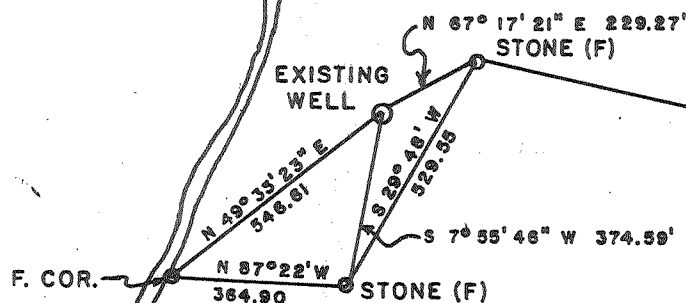 N 67° 17' 21" E 229.27'
STONE (F)
EXISTING
WELL
N 49° 35' 23" E
546.61
S 29° 48' W
529.55
S 7° 55' 46" W 374.59'
F. COR.
N 87° 22' W
364.90
STONE (F)